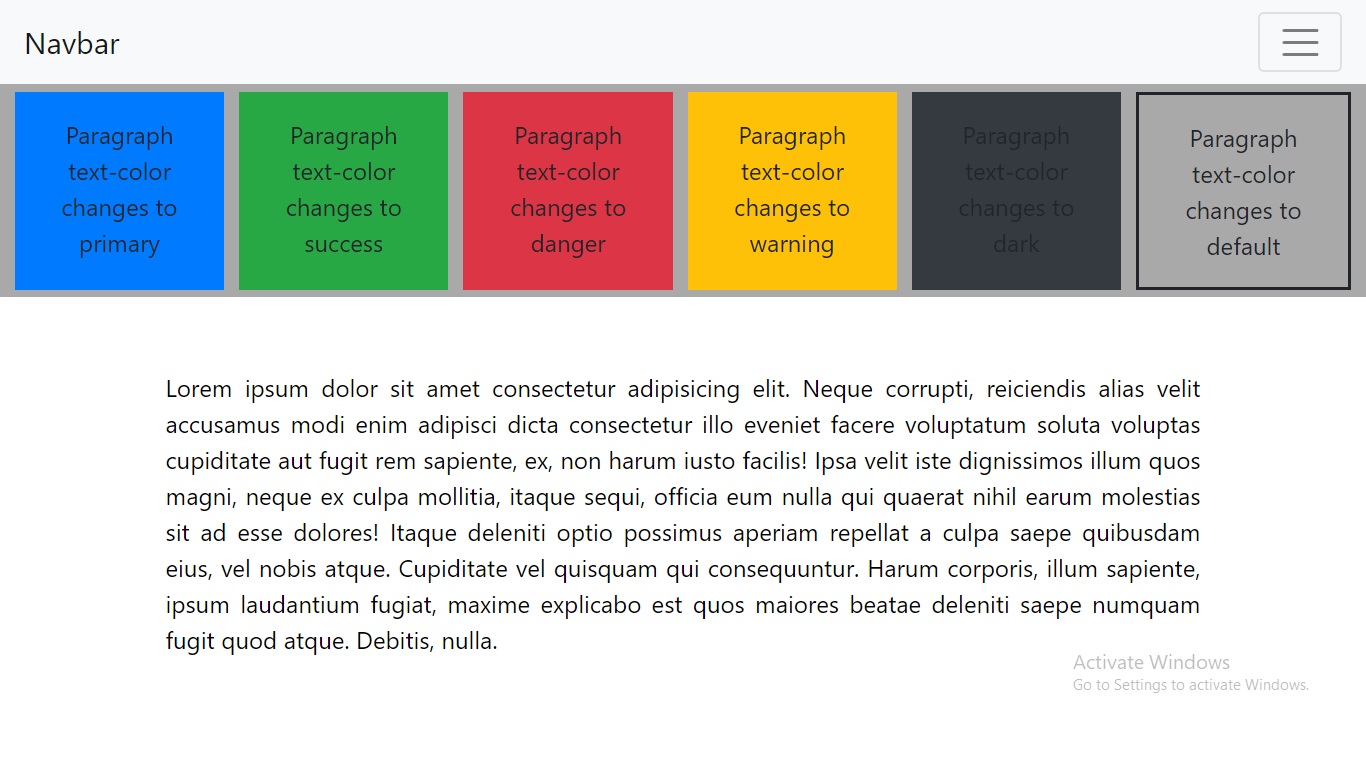 Navbar
Paragraph
text-color
changes to
primary
Paragraph
text-color
changes to
success
Paragraph
text-color
changes to
danger
Paragraph
text-color
changes to
warning
Paragraph
text-color
changes to
dark
Paragraph
text-color
changes to
default
Lorem ipsum dolor sit amet consectetur adipisicing elit. Neque corrupti, reiciendis alias velit
accusamus modi enim adipisci dicta consectetur illo eveniet facere voluptatum soluta voluptas
cupiditate aut fugit rem sapiente, ex, non harum iusto facilis! Ipsa velit iste dignissimos illum quos
magni, neque ex culpa mollitia, itaque sequi, officia eum nulla qui quaerat nihil earum molestias
sit ad esse dolores! Itaque deleniti optio possimus aperiam repellat a culpa saepe quibusdam
eius, vel nobis atque. Cupiditate vel quisquam qui consequuntur. Harum corporis, illum sapiente,
ipsum laudantium fugiat, maxime explicabo est quos maiores beatae deleniti saepe numquam
fugit quod atque. Debitis, nulla.
Activate Windows
Go to Settings to activate Windows.